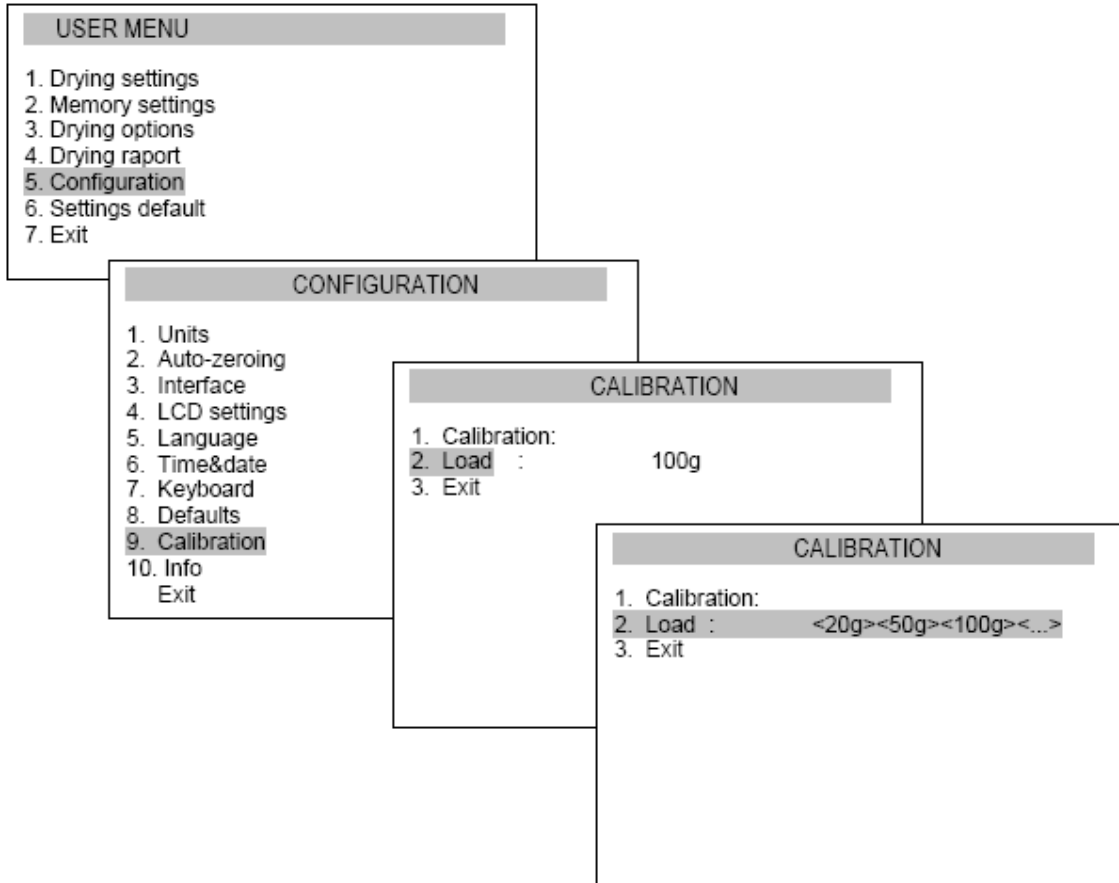 USER MENU
1. Drying settings
2. Memory settings
3. Drying options
4. Drying raport
5. Configuration
6. Settings default
7. Exit
CONFIGURATION
1. Units
2. Auto-zeroing
3. Interface
4. LCD settings
5. Language
6. Time&date
7. Keyboard
8. Defaults
9. Calibration
10. Info
Exit
CALIBRATION
1. Calibration:
2. Load : 100g
3. Exit
CALIBRATION
1. Calibration:
2. Load : <20g><50g><100g><...>
3. Exit